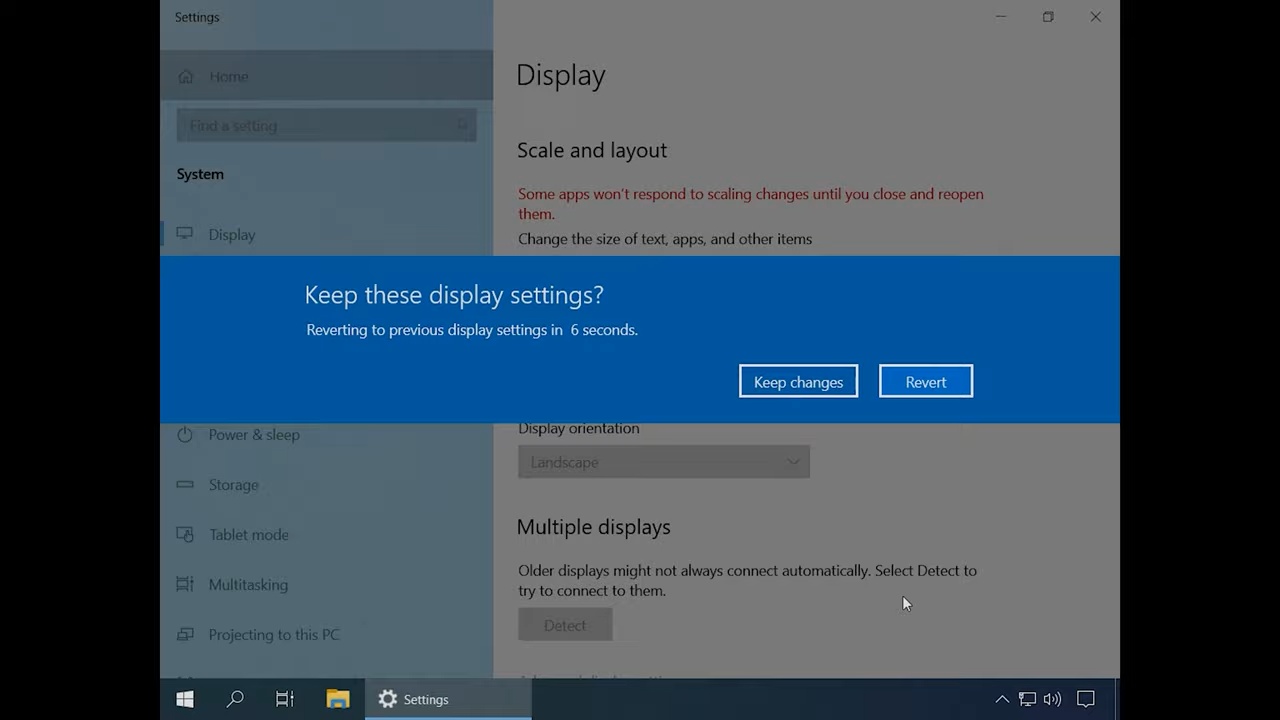 Settings
Home
Find a setting
System
Display
Power & sleep
Storage
Tablet mode
Multitasking
Projecting to this PC
Display
Scale and layout
Some apps won't respond to scaling changes until you close and reopen
them.
Change the size of text, apps, and other items
Keep these display settings?
Reverting to previous display settings in 6 seconds.
Keep changes
Revert
Display orientation
Landscape
Multiple displays
Older displays might not always connect automatically. Select Detect to
try to connect to them.
Detect
Settings